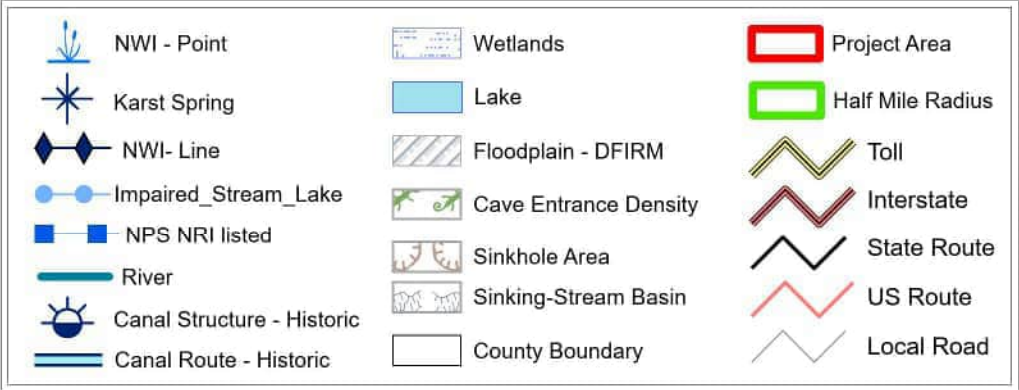 NWI - Point
Karst Spring
NWI- Line
Impaired_Stream_Lake
NPS NRI listed
River
Canal Structure - Historic
Canal Route - Historic
Wetlands
Lake
Floodplain - DFIRM
Cave Entrance Density
Sinkhole Area
Sinking-Stream Basin
County Boundary
Project Area
Half Mile Radius
Toll
Interstate
State Route
US Route
Local Road